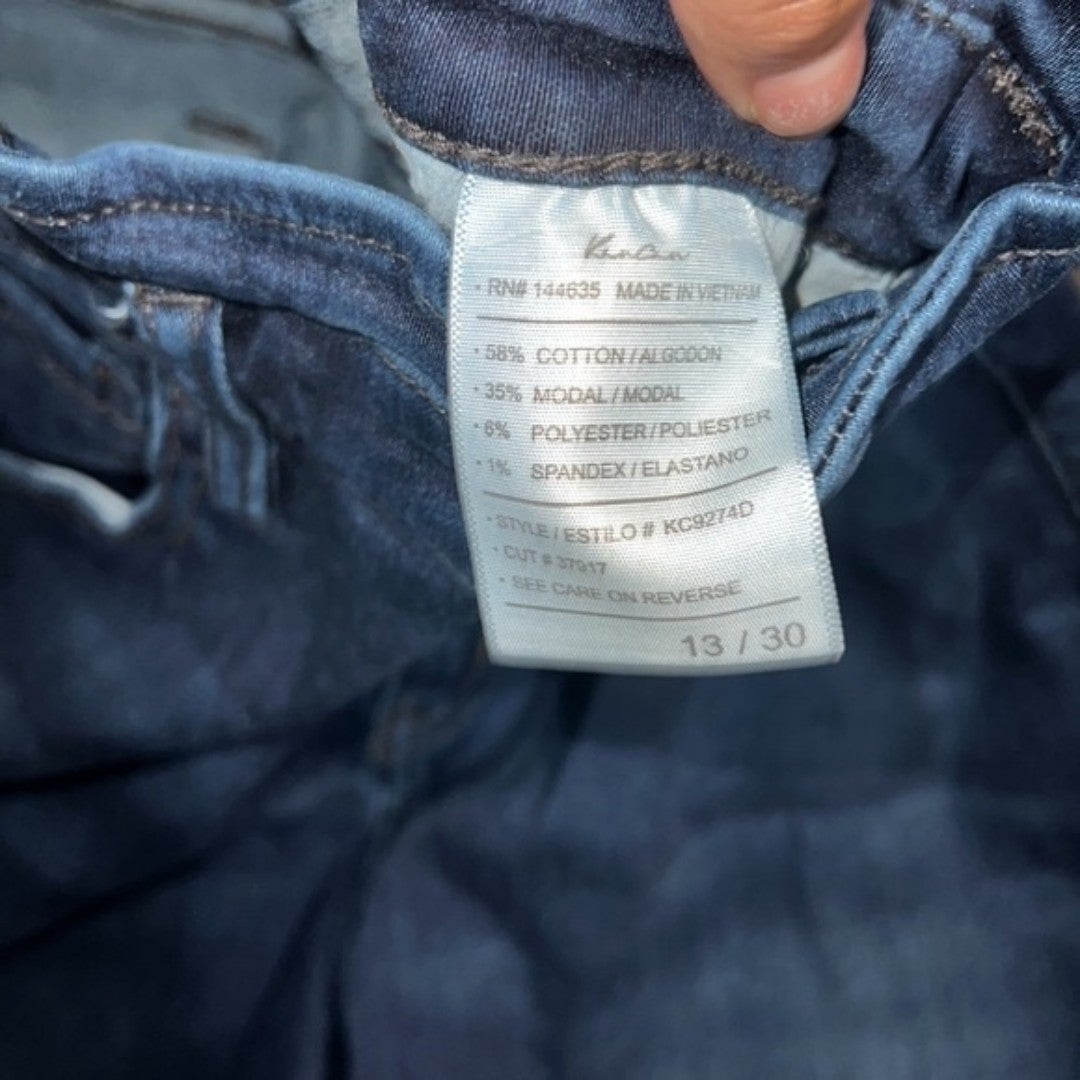 KanCan
· RN# 144635 MADE IN VIETNAM
· 58% COTTON / ALGODON
· 35% MODAL / MODAL
· 6% POLYESTER / POLIESTER
· 1% SPANDEX / ELASTANO
· STYLE / ESTILO # KC9274D
· CUT # 37917
· SEE CARE ON REVERSE
13 / 30